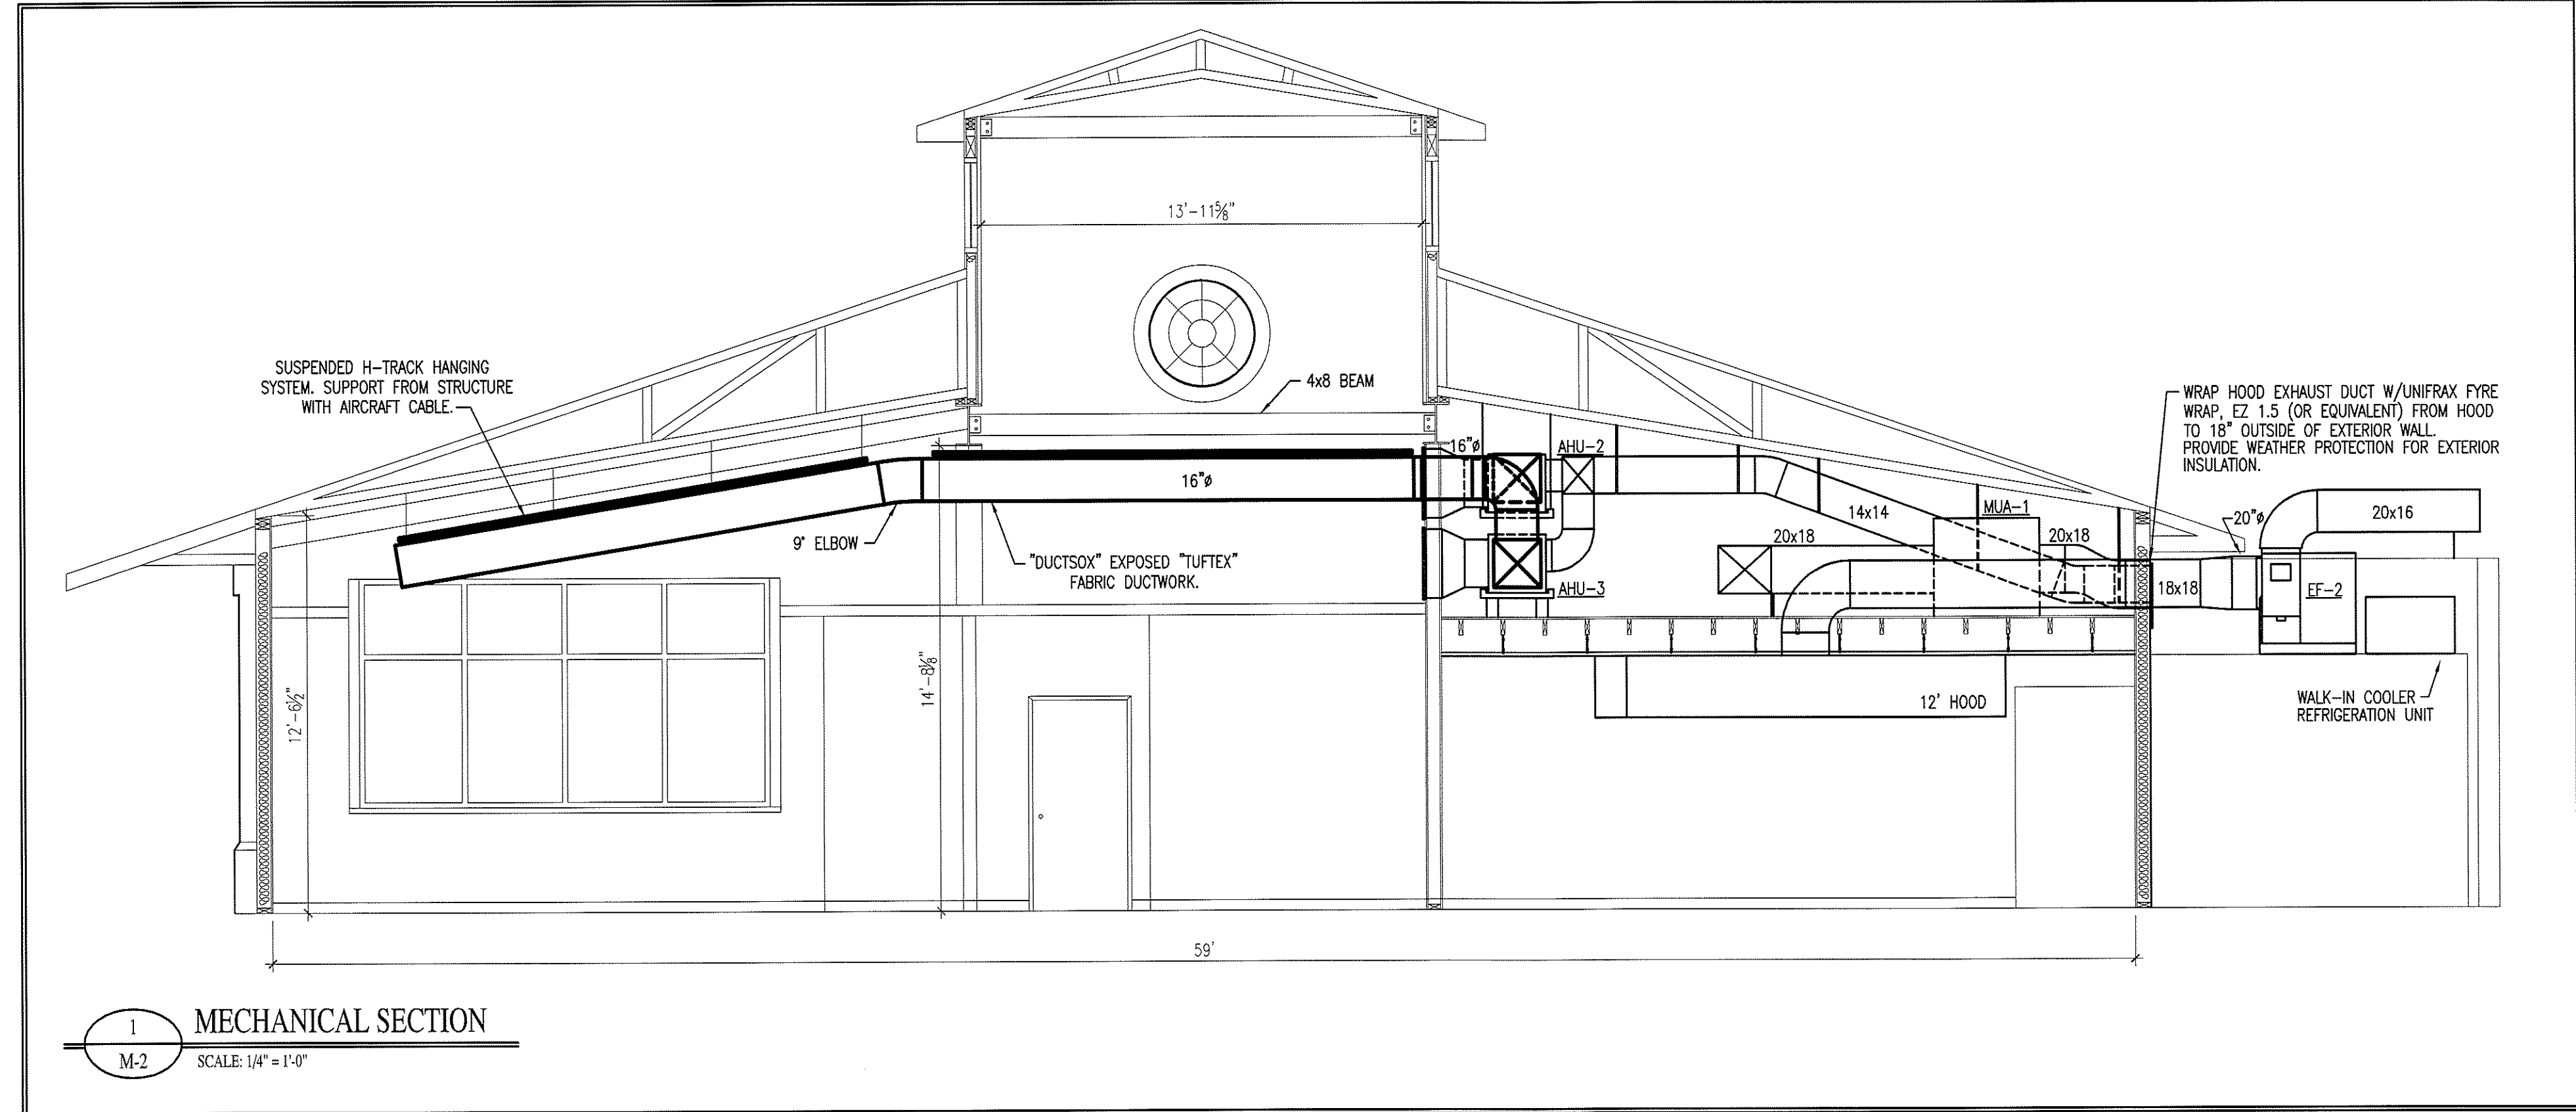 13'-11⅝"
SUSPENDED H-TRACK HANGING
SYSTEM. SUPPORT FROM STRUCTURE
WITH AIRCRAFT CABLE.
4x8 BEAM
WRAP HOOD EXHAUST DUCT W/UNIFRAX FYRE
WRAP, EZ 1.5 (OR EQUIVALENT) FROM HOOD
TO 18" OUTSIDE OF EXTERIOR WALL.
PROVIDE WEATHER PROTECTION FOR EXTERIOR
INSULATION.
16"ø
AHU-2
16"ø
14x14
MUA-1
20"ø
20x16
20x18
20x18
9° ELBOW
"DUCTSOX" EXPOSED "TUFTEX"
FABRIC DUCTWORK.
AHU-3
18x18
EF-2
12'-6½"
14'-8⅛"
12' HOOD
WALK-IN COOLER
REFRIGERATION UNIT
59'
1
MECHANICAL SECTION
M-2
SCALE: 1/4" = 1'-0"